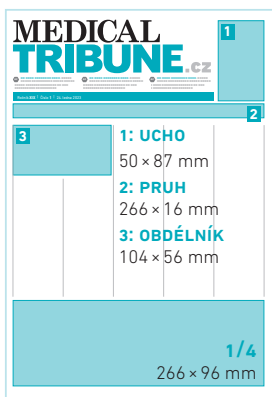 MEDICAL
TRIBUNE.cz
1
2
3
1: UCHO
50 × 87 mm
2: PRUH
266 × 16 mm
3: OBDÉLNÍK
104 × 56 mm
1/4
266 × 96 mm